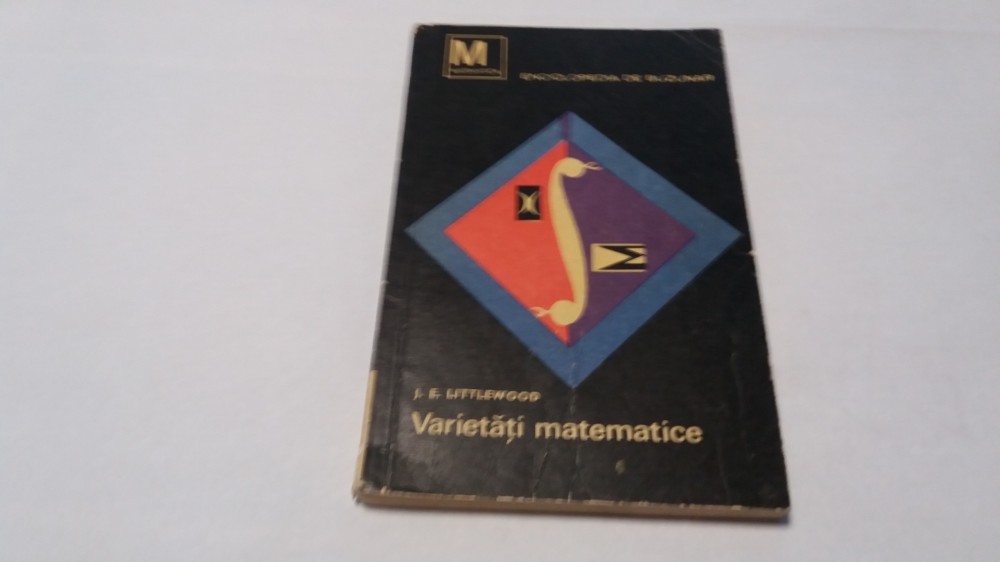 M
ENCICLOPEDIA DE BUZUNAR
M
J. E. LITTLEWOOD
Varietăți matematice